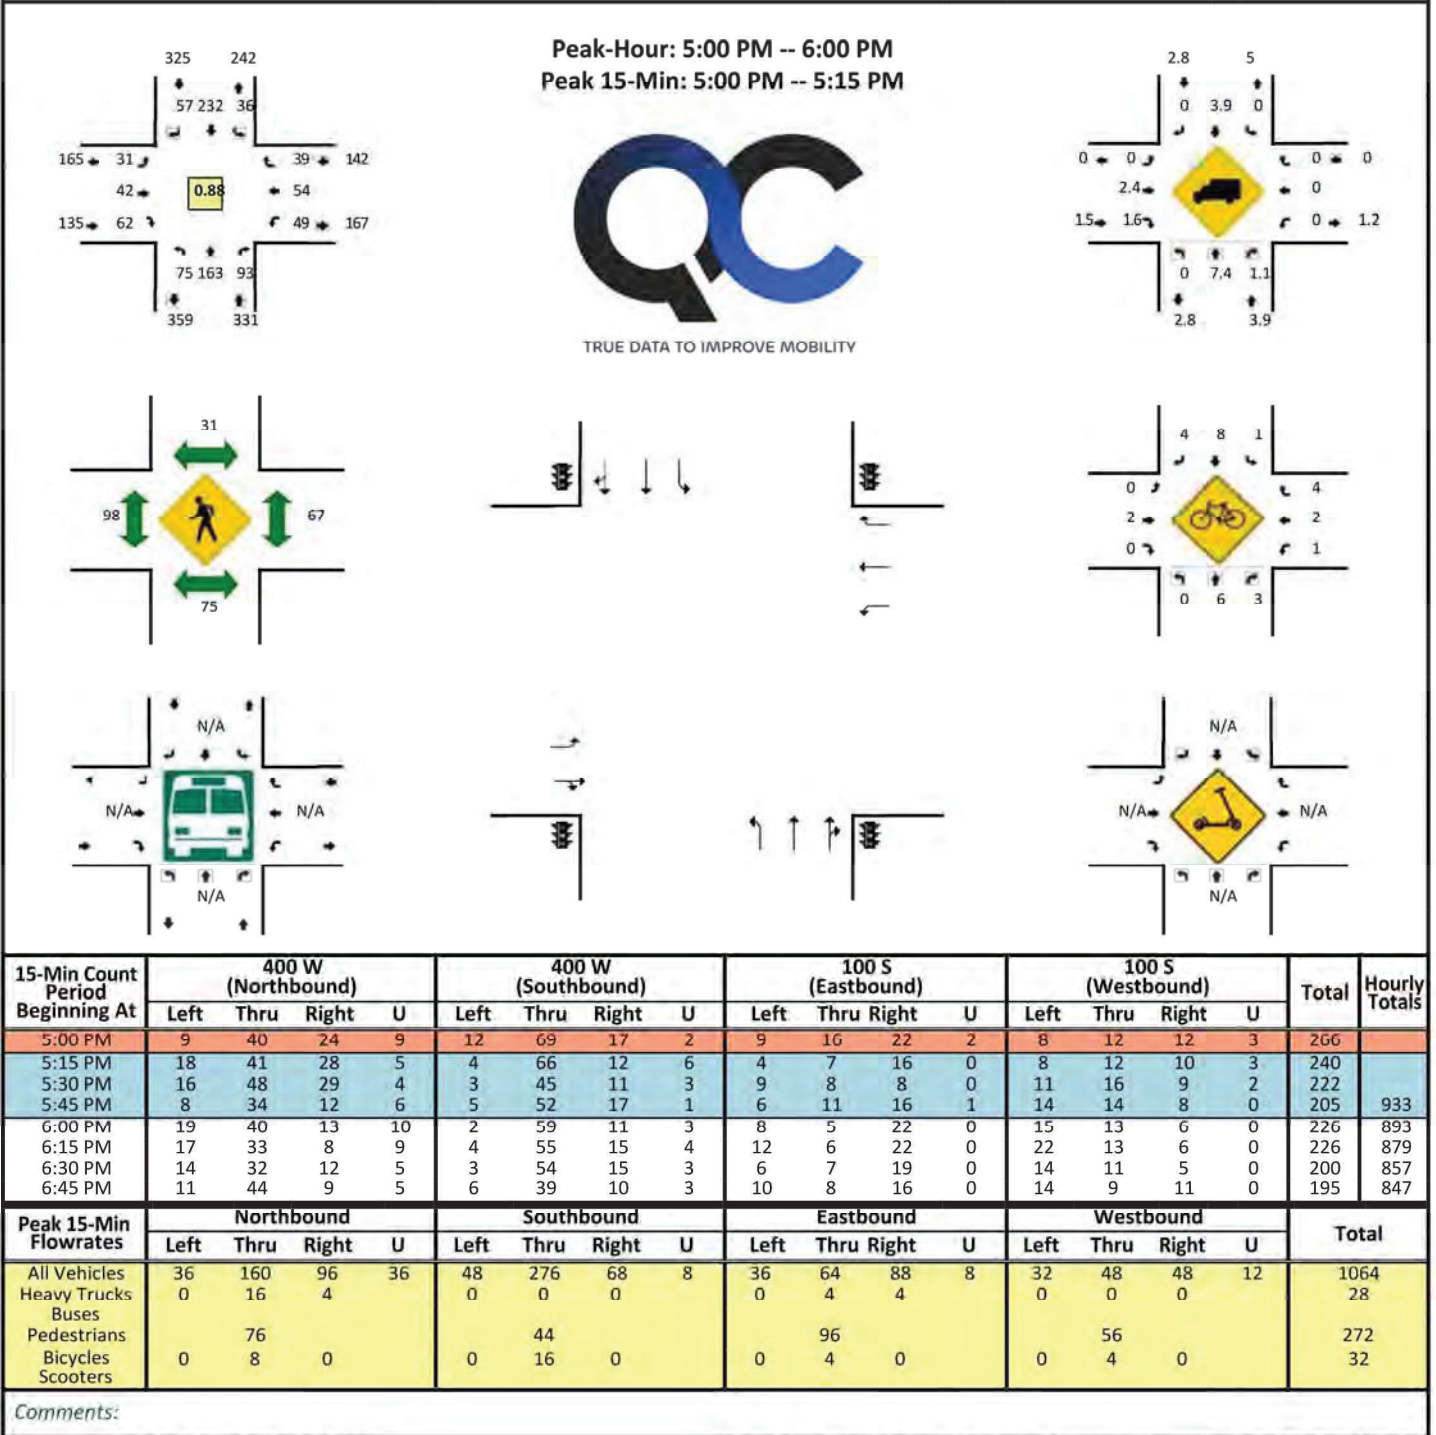 Peak-Hour: 5:00 PM -- 6:00 PM
Peak 15-Min: 5:00 PM -- 5:15 PM
325 242
57 232 36
165 31 39 142
42 0.88 54
135 62 49 167
75 163 93
359 331
QC
TRUE DATA TO IMPROVE MOBILITY
2.8 5
0 3.9 0
0 0 0 0
2.4 0
1.5 1.6 0 1.2
0 7.4 1.1
2.8 3.9
31
98 67
75
4 8 1
0 4
2 2
0 1
0 6 3
N/A
N/A N/A
N/A
N/A
N/A N/A
N/A
15-Min Count Period Beginning At 400 W (Northbound) 400 W (Southbound) 100 S (Eastbound) 100 S (Westbound) Total Hourly Totals
Left Thru Right U Left Thru Right U Left Thru Right U Left Thru Right U
5:00 PM 9 40 24 9 12 69 17 2 9 16 22 2 8 12 12 3 266
5:15 PM 18 41 28 5 4 66 12 6 4 7 16 0 8 12 10 3 240
5:30 PM 16 48 29 4 3 45 11 3 9 8 8 0 11 16 9 2 222
5:45 PM 8 34 12 6 5 52 17 1 6 11 16 1 14 14 8 0 205 933
6:00 PM 19 40 13 10 2 59 11 3 8 5 22 0 15 13 6 0 226 893
6:15 PM 17 33 8 9 4 55 15 4 12 6 22 0 22 13 6 0 226 879
6:30 PM 14 32 12 5 3 54 15 3 6 7 19 0 14 11 5 0 200 857
6:45 PM 11 44 9 5 6 39 10 3 10 8 16 0 14 9 11 0 195 847
Peak 15-Min Flowrates Northbound Southbound Eastbound Westbound Total
Left Thru Right U Left Thru Right U Left Thru Right U Left Thru Right U
All Vehicles 36 160 96 36 48 276 68 8 36 64 88 8 32 48 48 12 1064
Heavy Trucks 0 16 4 0 0 0 0 4 4 0 0 0 28
Buses
Pedestrians 76 44 96 56 272
Bicycles 0 8 0 0 16 0 0 4 0 0 4 0 32
Scooters
Comments: